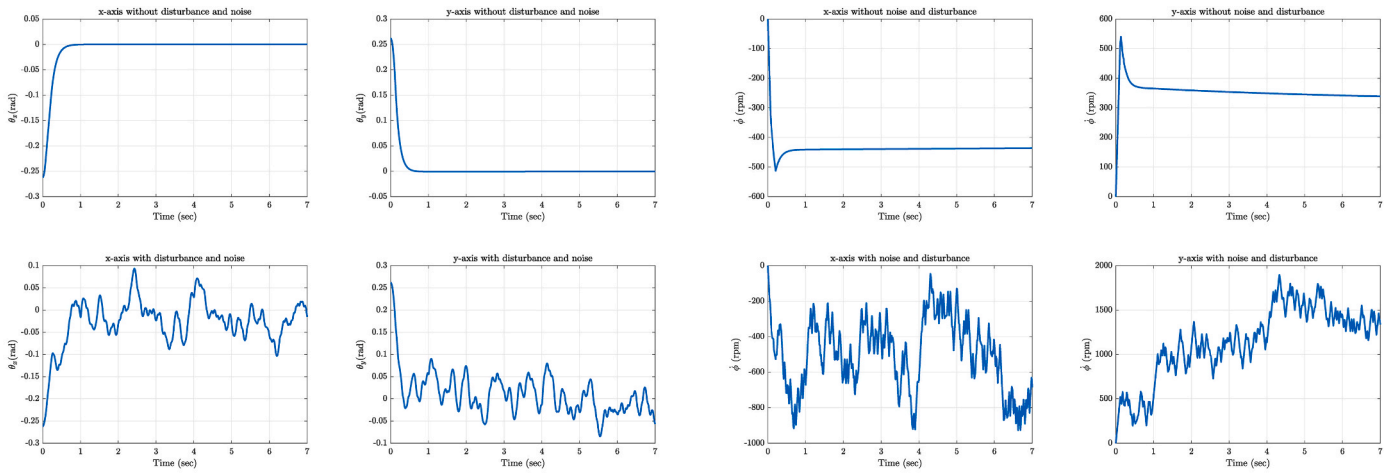 x-axis without disturbance and noise
0.05
0
-0.05
-0.1
-0.15
-0.2
-0.25
-0.3
θx(rad)
0 1 2 3 4 5 6 7
Time (sec)
y-axis without disturbance and noise
0.3
0.25
0.2
0.15
0.1
0.05
0
-0.05
θy(rad)
0 1 2 3 4 5 6 7
Time (sec)
x-axis without noise and disturbance
0
-100
-200
-300
-400
-500
-600
ϕ̇ (rpm)
0 1 2 3 4 5 6 7
Time (sec)
y-axis without noise and disturbance
600
500
400
300
200
100
0
ϕ̇ (rpm)
0 1 2 3 4 5 6 7
Time (sec)
x-axis with disturbance and noise
0.1
0.05
0
-0.05
-0.1
-0.15
-0.2
-0.25
-0.3
θx(rad)
0 1 2 3 4 5 6 7
Time (sec)
y-axis with disturbance and noise
0.3
0.25
0.2
0.15
0.1
0.05
0
-0.05
-0.1
θy(rad)
0 1 2 3 4 5 6 7
Time (sec)
x-axis with noise and disturbance
0
-200
-400
-600
-800
-1000
ϕ̇ (rpm)
0 1 2 3 4 5 6 7
Time (sec)
y-axis with noise and disturbance
2000
1500
1000
500
0
ϕ̇ (rpm)
0 1 2 3 4 5 6 7
Time (sec)